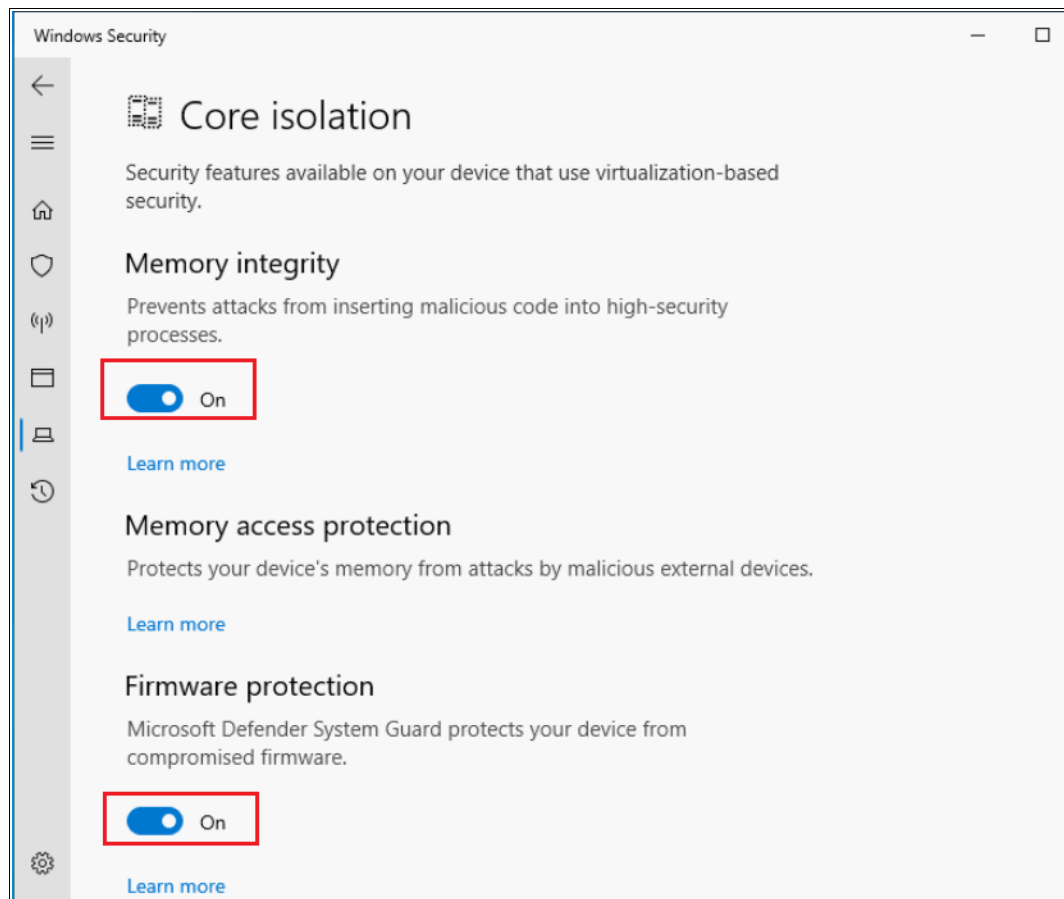 Windows Security
Core isolation
Security features available on your device that use virtualization-based
security.
Memory integrity
Prevents attacks from inserting malicious code into high-security
processes.
On
Learn more
Memory access protection
Protects your device's memory from attacks by malicious external devices.
Learn more
Firmware protection
Microsoft Defender System Guard protects your device from
compromised firmware.
On
Learn more